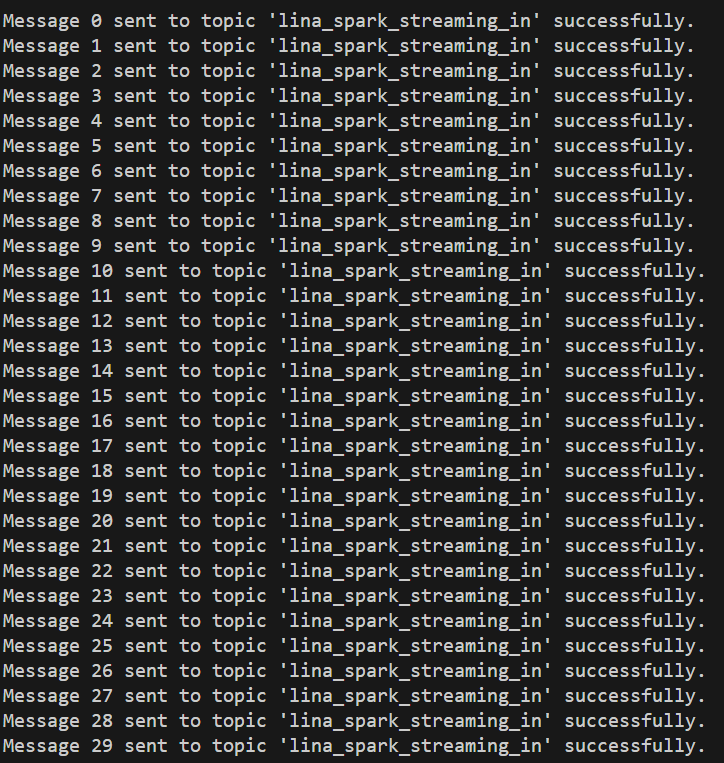 Message 0 sent to topic 'lina_spark_streaming_in' successfully.
Message 1 sent to topic 'lina_spark_streaming_in' successfully.
Message 2 sent to topic 'lina_spark_streaming_in' successfully.
Message 3 sent to topic 'lina_spark_streaming_in' successfully.
Message 4 sent to topic 'lina_spark_streaming_in' successfully.
Message 5 sent to topic 'lina_spark_streaming_in' successfully.
Message 6 sent to topic 'lina_spark_streaming_in' successfully.
Message 7 sent to topic 'lina_spark_streaming_in' successfully.
Message 8 sent to topic 'lina_spark_streaming_in' successfully.
Message 9 sent to topic 'lina_spark_streaming_in' successfully.
Message 10 sent to topic 'lina_spark_streaming_in' successfully.
Message 11 sent to topic 'lina_spark_streaming_in' successfully.
Message 12 sent to topic 'lina_spark_streaming_in' successfully.
Message 13 sent to topic 'lina_spark_streaming_in' successfully.
Message 14 sent to topic 'lina_spark_streaming_in' successfully.
Message 15 sent to topic 'lina_spark_streaming_in' successfully.
Message 16 sent to topic 'lina_spark_streaming_in' successfully.
Message 17 sent to topic 'lina_spark_streaming_in' successfully.
Message 18 sent to topic 'lina_spark_streaming_in' successfully.
Message 19 sent to topic 'lina_spark_streaming_in' successfully.
Message 20 sent to topic 'lina_spark_streaming_in' successfully.
Message 21 sent to topic 'lina_spark_streaming_in' successfully.
Message 22 sent to topic 'lina_spark_streaming_in' successfully.
Message 23 sent to topic 'lina_spark_streaming_in' successfully.
Message 24 sent to topic 'lina_spark_streaming_in' successfully.
Message 25 sent to topic 'lina_spark_streaming_in' successfully.
Message 26 sent to topic 'lina_spark_streaming_in' successfully.
Message 27 sent to topic 'lina_spark_streaming_in' successfully.
Message 28 sent to topic 'lina_spark_streaming_in' successfully.
Message 29 sent to topic 'lina_spark_streaming_in' successfully.